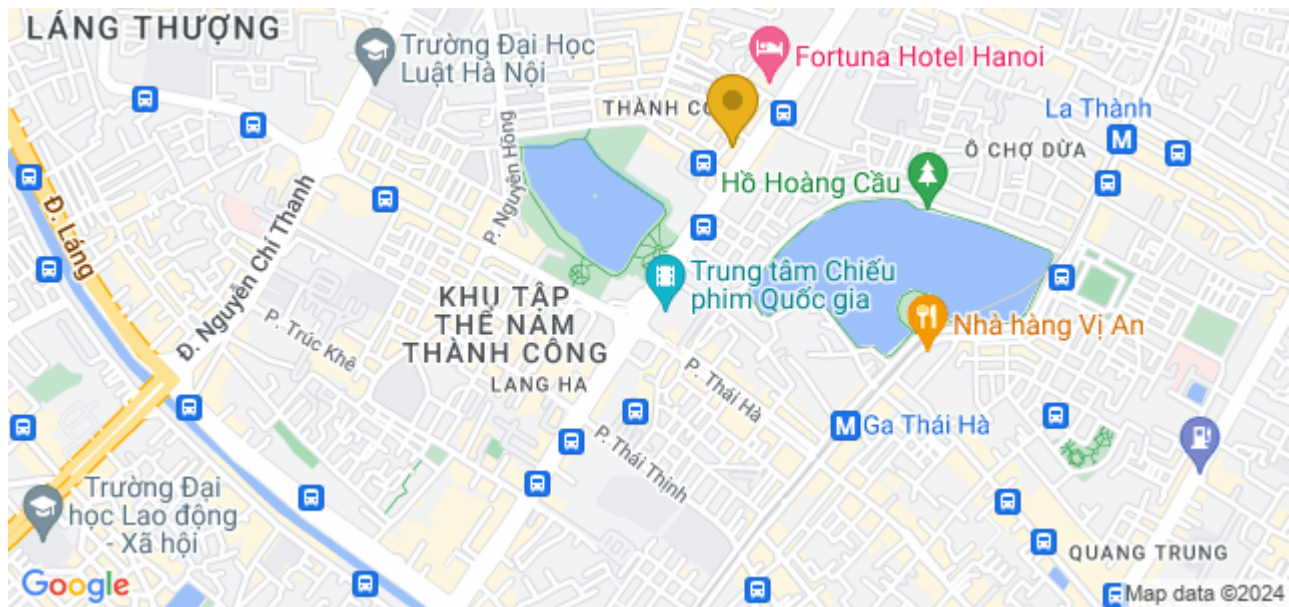 LÁNG THƯỢNG
Trường Đại Học
Luật Hà Nội
Fortuna Hotel Hanoi
THÀNH CÔ
La Thành
M
Ô CHỢ DỪA
Hồ Hoàng Cầu
P. Nguyên Hồng
Đ. Láng
Đ. Nguyễn Chí Thanh
Trung tâm Chiếu
phim Quốc gia
KHU TẬP
THỂ NAM
THÀNH CÔNG
P. Trúc Khê
Nhà hàng Vị An
LANG HA
P. Thái Hà
M Ga Thái Hà
P. Thái Thịnh
Trường Đại
học Lao động
- Xã hội
QUANG TRUNG
Google
Map data ©2024